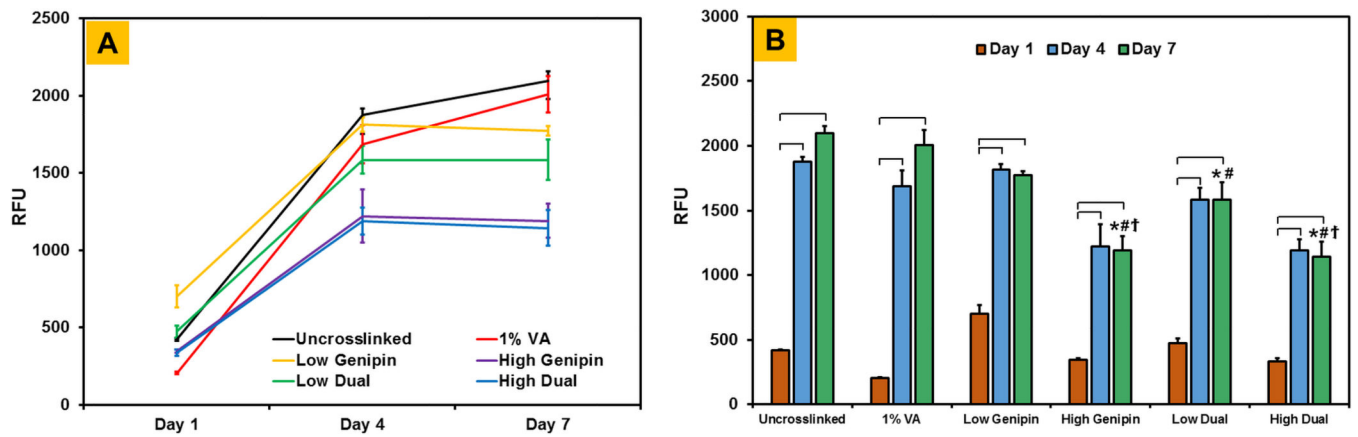 A
RFU
2500
2000
1500
1000
500
0
Uncrosslinked 1% VA
Low Genipin High Genipin
Low Dual High Dual
Day 1 Day 4 Day 7
B
RFU
3000
2500
2000
1500
1000
500
0
Day 1 Day 4 Day 7
*#†
*#
*#†
Uncrosslinked 1% VA Low Genipin High Genipin Low Dual High Dual